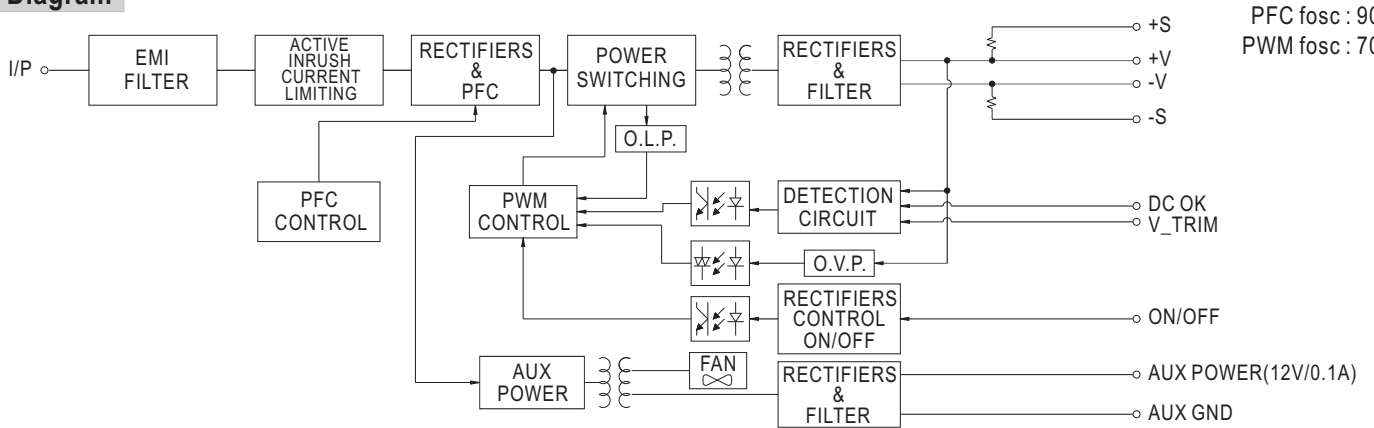 Diagram
PFC fosc : 90
PWM fosc : 70
I/P
EMI
FILTER
ACTIVE
INRUSH
CURRENT
LIMITING
RECTIFIERS
&
PFC
POWER
SWITCHING
RECTIFIERS
&
FILTER
+S
+V
-V
-S
O.L.P.
PFC
CONTROL
PWM
CONTROL
DETECTION
CIRCUIT
DC OK
V_TRIM
O.V.P.
RECTIFIERS
CONTROL
ON/OFF
ON/OFF
AUX
POWER
FAN
RECTIFIERS
&
FILTER
AUX POWER(12V/0.1A)
AUX GND